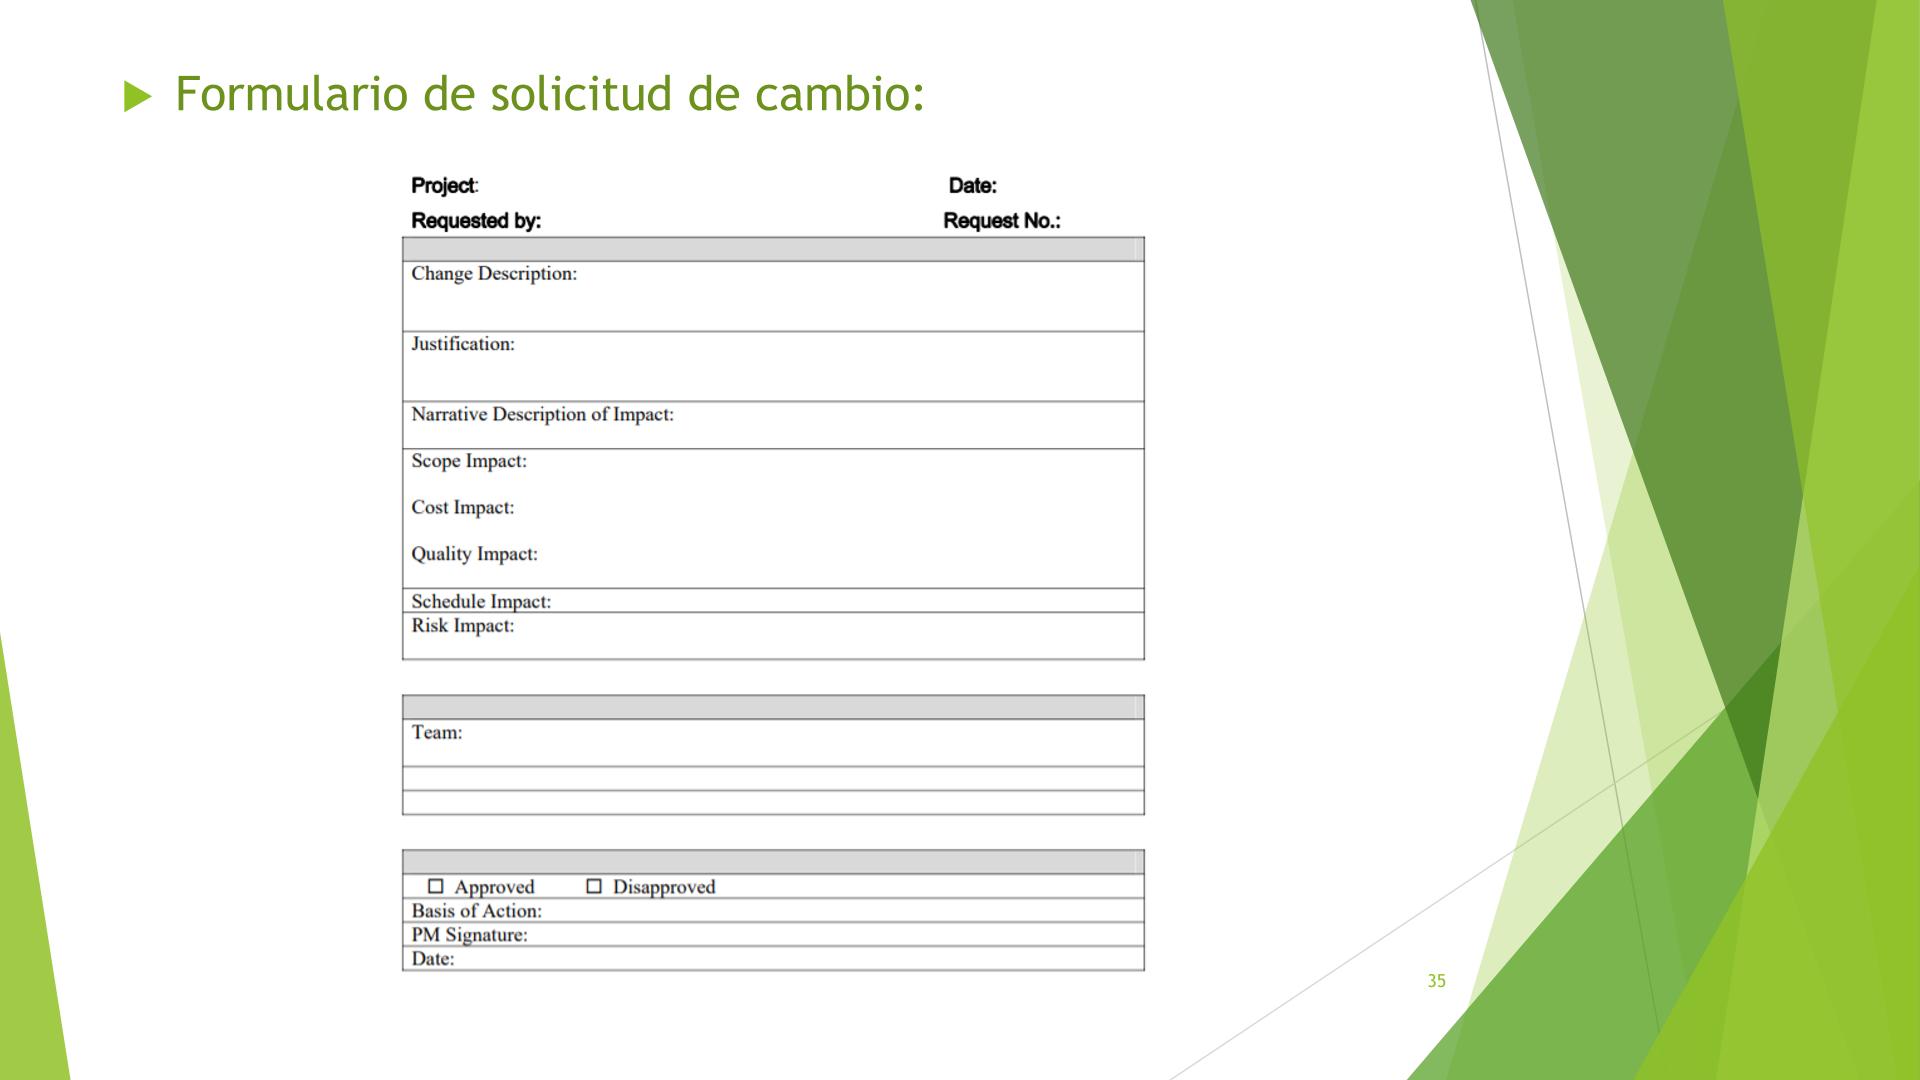 Formulario de solicitud de cambio:
Project: Date:
Requested by: Request No.:
Change Description:
Justification:
Narrative Description of Impact:
Scope Impact:
Cost Impact:
Quality Impact:
Schedule Impact:
Risk Impact:
Team:
☐ Approved ☐ Disapproved
Basis of Action:
PM Signature:
Date:
35